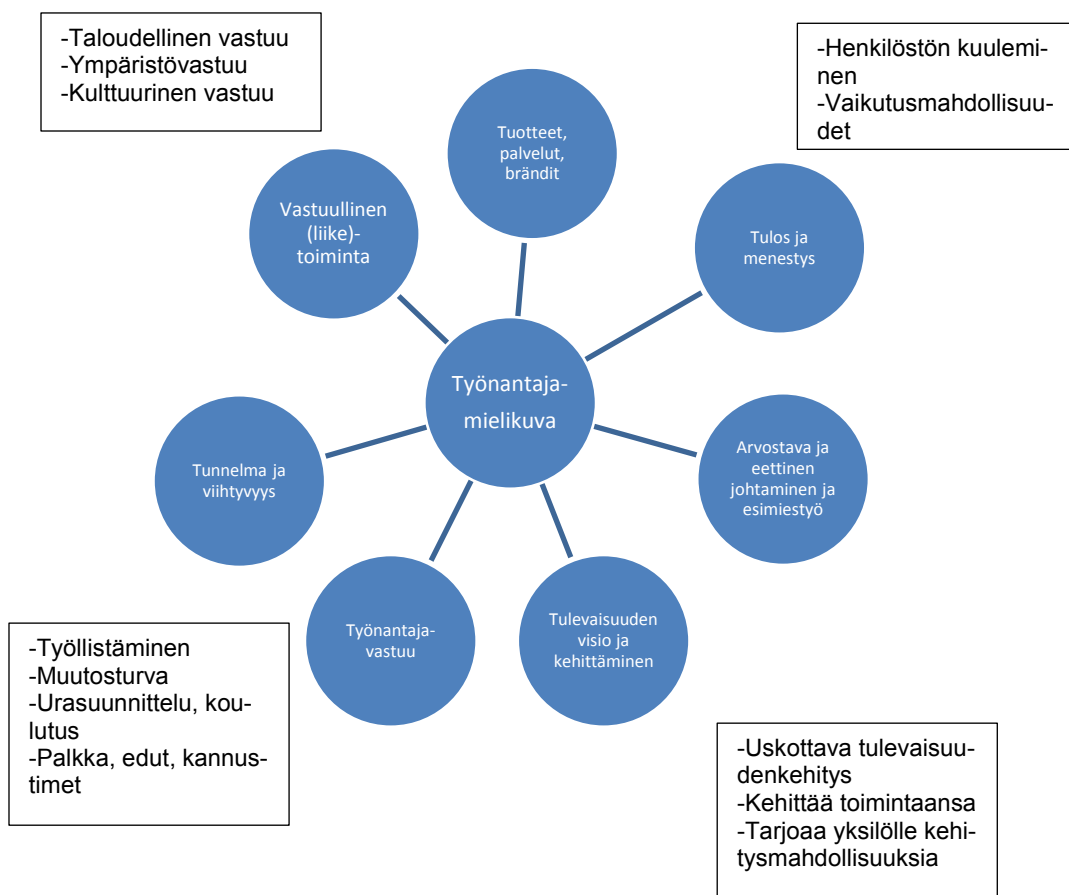 -Taloudellinen vastuu
-Ympäristövastuu
-Kulttuurinen vastuu
-Henkilöstön kuulemi-
nen
-Vaikutusmahdollisuu-
det
Tuotteet,
palvelut,
brändit
Vastuullinen
(liike)-
toiminta
Tulos ja
menestys
Työnantaja-
mielikuva
Tunnelma ja
viihtyvyys
Arvostava ja
eettinen
johtaminen ja
esimiestyö
Työnantaja-
vastuu
Tulevaisuuden
visio ja
kehittäminen
-Työllistäminen
-Muutosturva
-Urasuunnittelu, kou-
lutus
-Palkka, edut, kannus-
timet
-Uskottava tulevaisuu-
denkehitys
-Kehittää toimintaansa
-Tarjoaa yksilölle kehi-
tysmahdollisuuksia